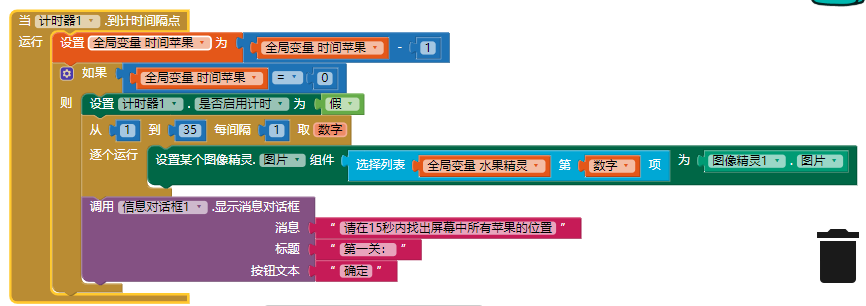 当 计时器1 .到计时间隔点
运行 设置 全局变量 时间苹果 为 全局变量 时间苹果 - 1
如果 全局变量 时间苹果 = 0
则 设置 计时器1 . 是否启用计时 为 假
从 1 到 35 每间隔 1 取 数字
逐个运行 设置某个图像精灵. 图片 组件 选择列表 全局变量 水果精灵 第 数字 项 为 图像精灵1 . 图片
调用 信息对话框1 .显示消息对话框
消息 " 请在15秒内找出屏幕中所有苹果的位置 "
标题 " 第一关： "
按钮文本 " 确定 "